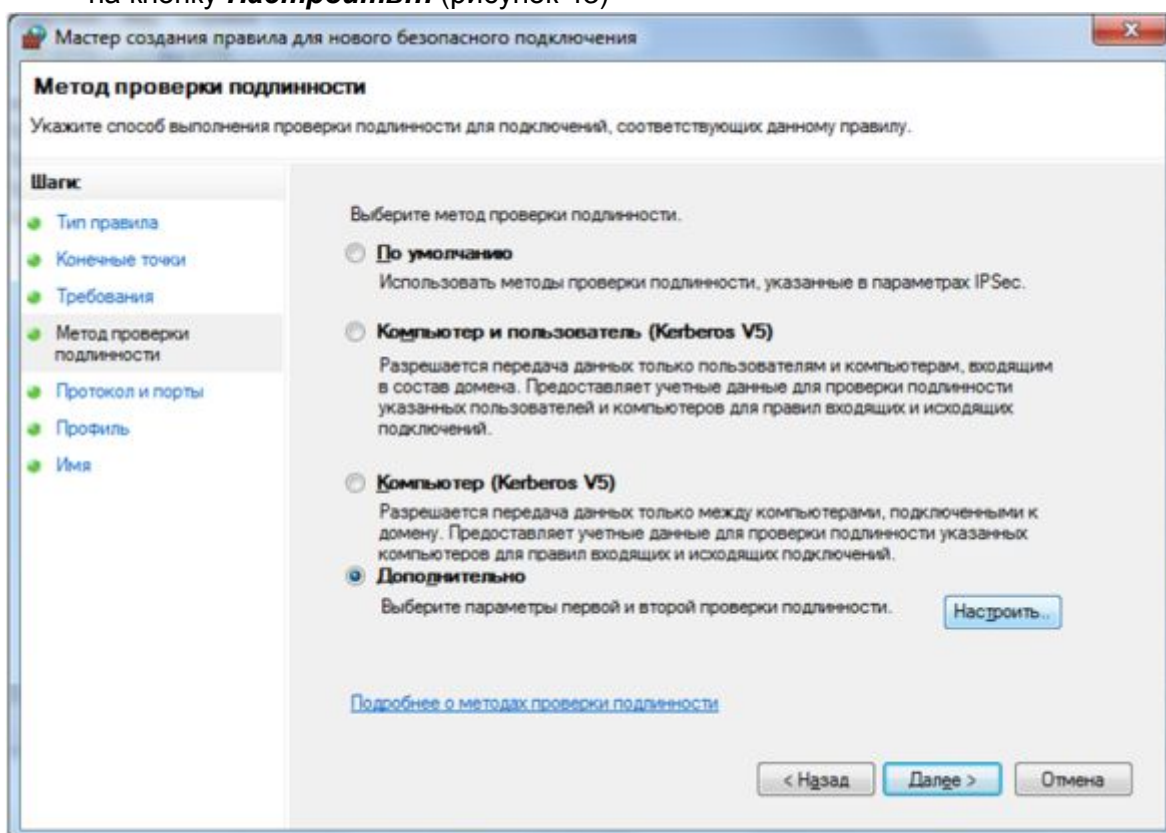 Мастер создания правила для нового безопасного подключения
Метод проверки подлинности
Укажите способ выполнения проверки подлинности для подключений, соответствующих данному правилу.
Шаги:
Тип правила
Конечные точки
Требования
Метод проверки
подлинности
Протокол и порты
Профиль
Имя
Выберите метод проверки подлинности.
По умолчанию
Использовать методы проверки подлинности, указанные в параметрах IPSec.
Компьютер и пользователь (Kerberos V5)
Разрешается передача данных только пользователям и компьютерам, входящим
в состав домена. Предоставляет учетные данные для проверки подлинности
указанных пользователей и компьютеров для правил входящих и исходящих
подключений.
Компьютер (Kerberos V5)
Разрешается передача данных только между компьютерами, подключенными к
домену. Предоставляет учетные данные для проверки подлинности указанных
компьютеров для правил входящих и исходящих подключений.
Дополнительно
Выберите параметры первой и второй проверки подлинности.
Настроить...
Подробнее о методах проверки подлинности
< Назад
Далее >
Отмена